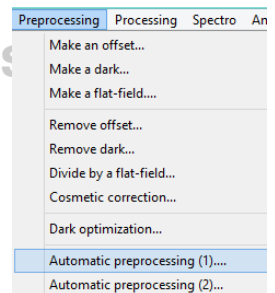 Preprocessing Processing Spectro An
Make an offset...
Make a dark...
Make a flat-field....
Remove offset...
Remove dark...
Divide by a flat-field...
Cosmetic correction...
Dark optimization...
Automatic preprocessing (1)....
Automatic preprocessing (2)...